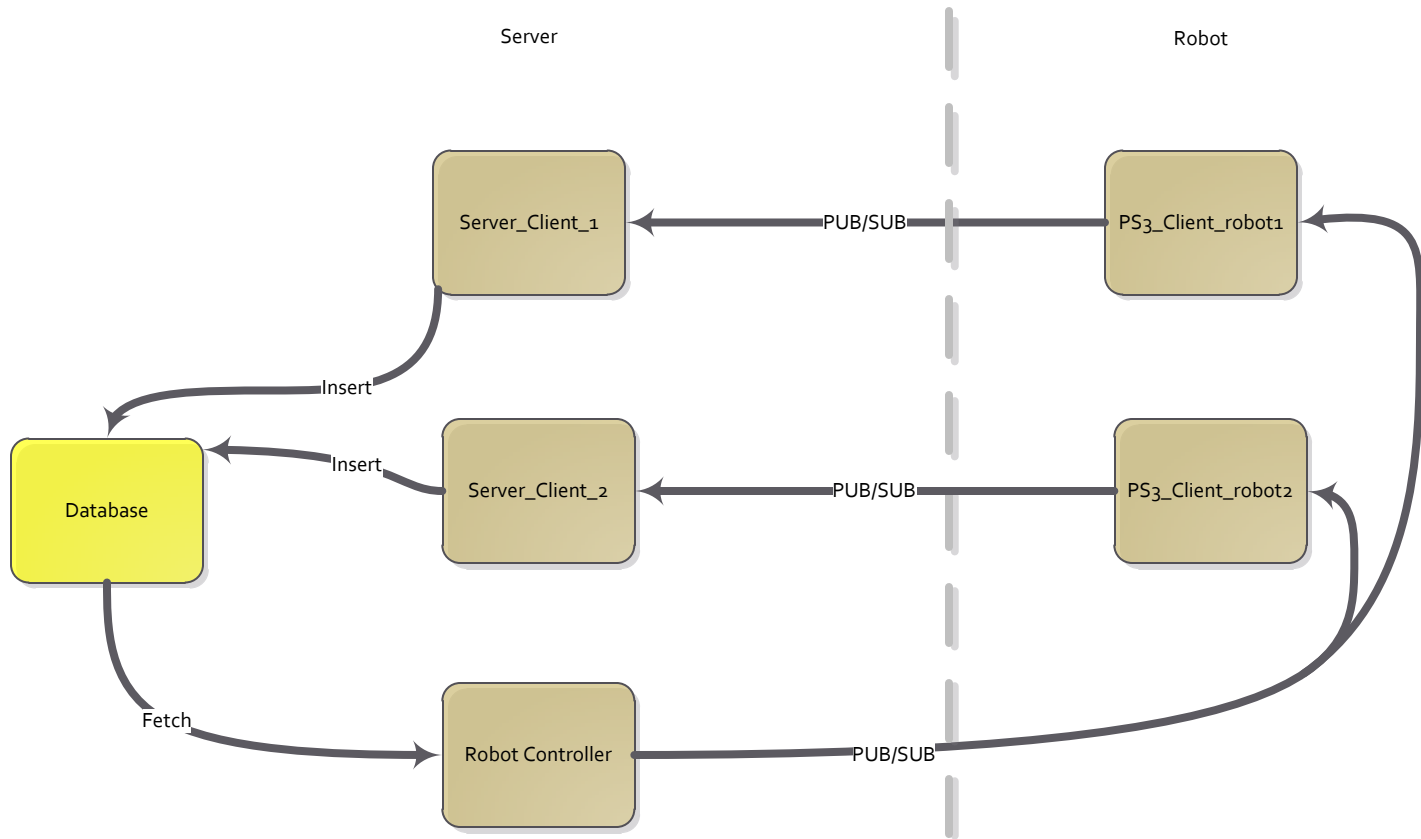 Server
Robot
Server_Client_1
PUB/SUB
PS3_Client_robot1
Insert
Insert
Server_Client_2
PUB/SUB
PS3_Client_robot2
Database
Fetch
Robot Controller
PUB/SUB